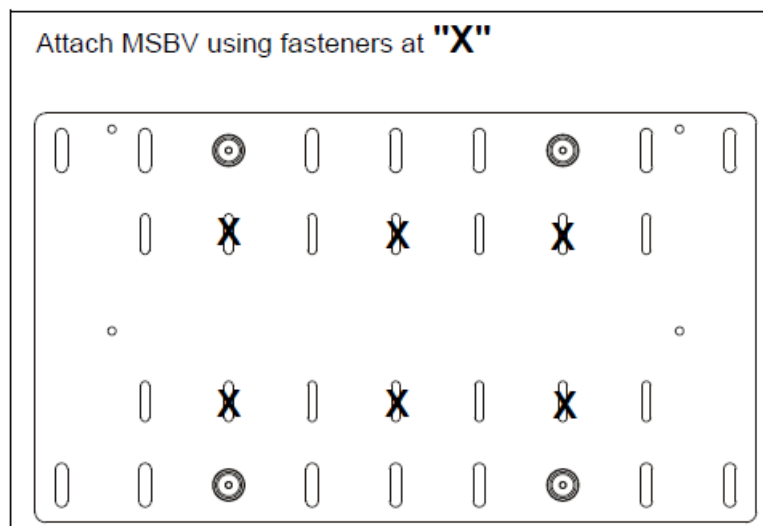 Attach MSBV using fasteners at "X"
X X X
X X X